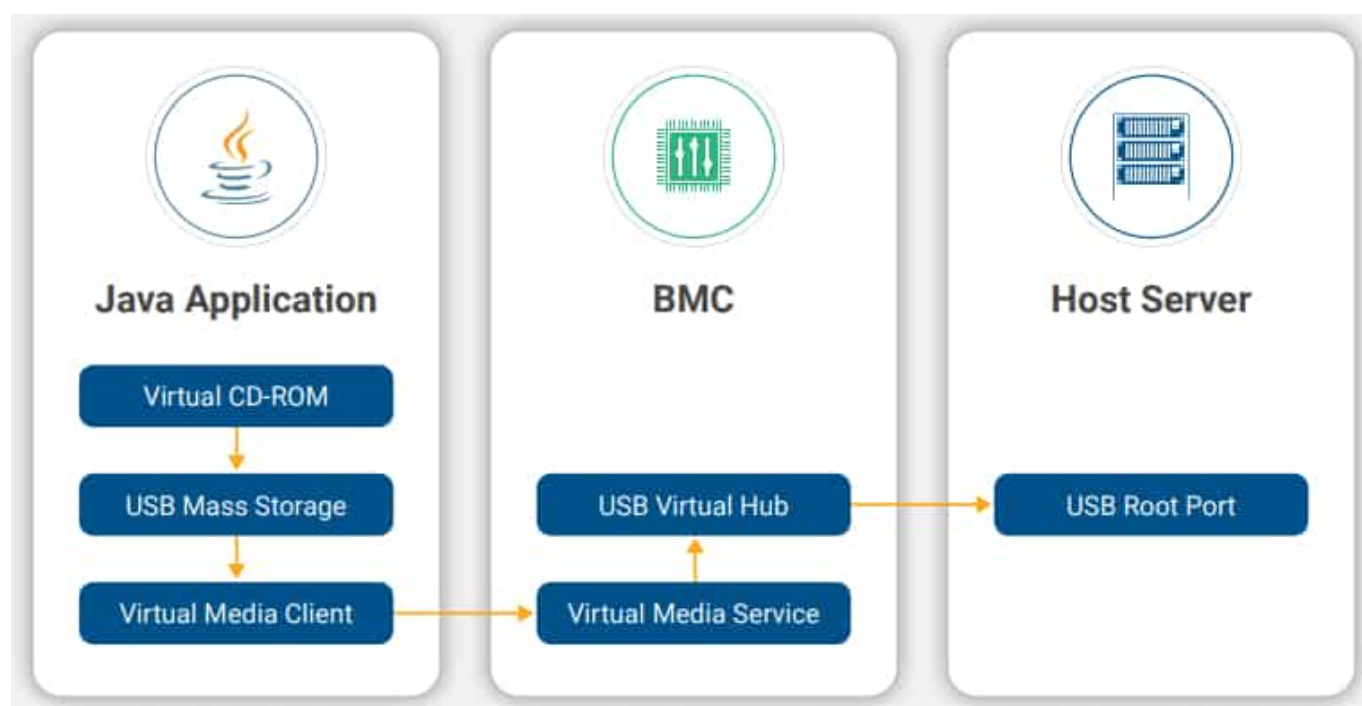 Java Application
Virtual CD-ROM
USB Mass Storage
Virtual Media Client
BMC
USB Virtual Hub
Virtual Media Service
Host Server
USB Root Port